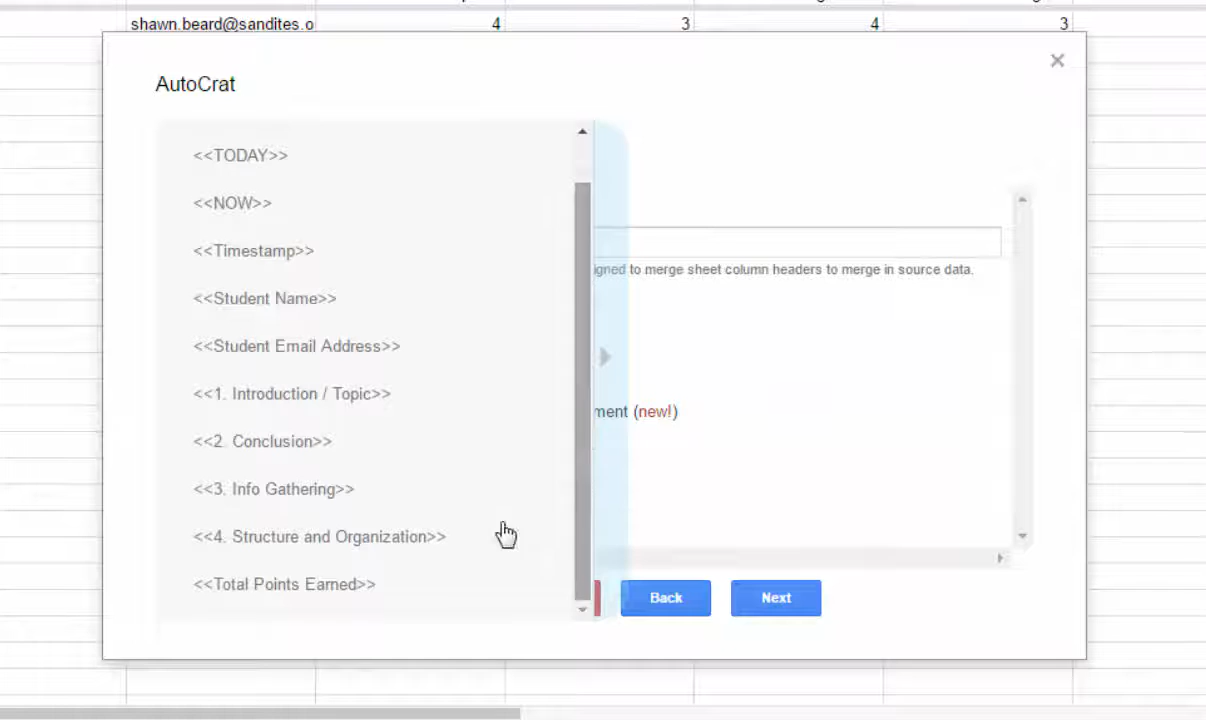 shawn.beard@sandites.o 4 3 4 3
AutoCrat
<<TODAY>>
<<NOW>>
<<Timestamp>>
<<Student Name>>
<<Student Email Address>>
<<1. Introduction / Topic>>
<<2. Conclusion>>
<<3. Info Gathering>>
<<4. Structure and Organization>>
<<Total Points Earned>>
igned to merge sheet column headers to merge in source data.
ment (new!)
Back
Next